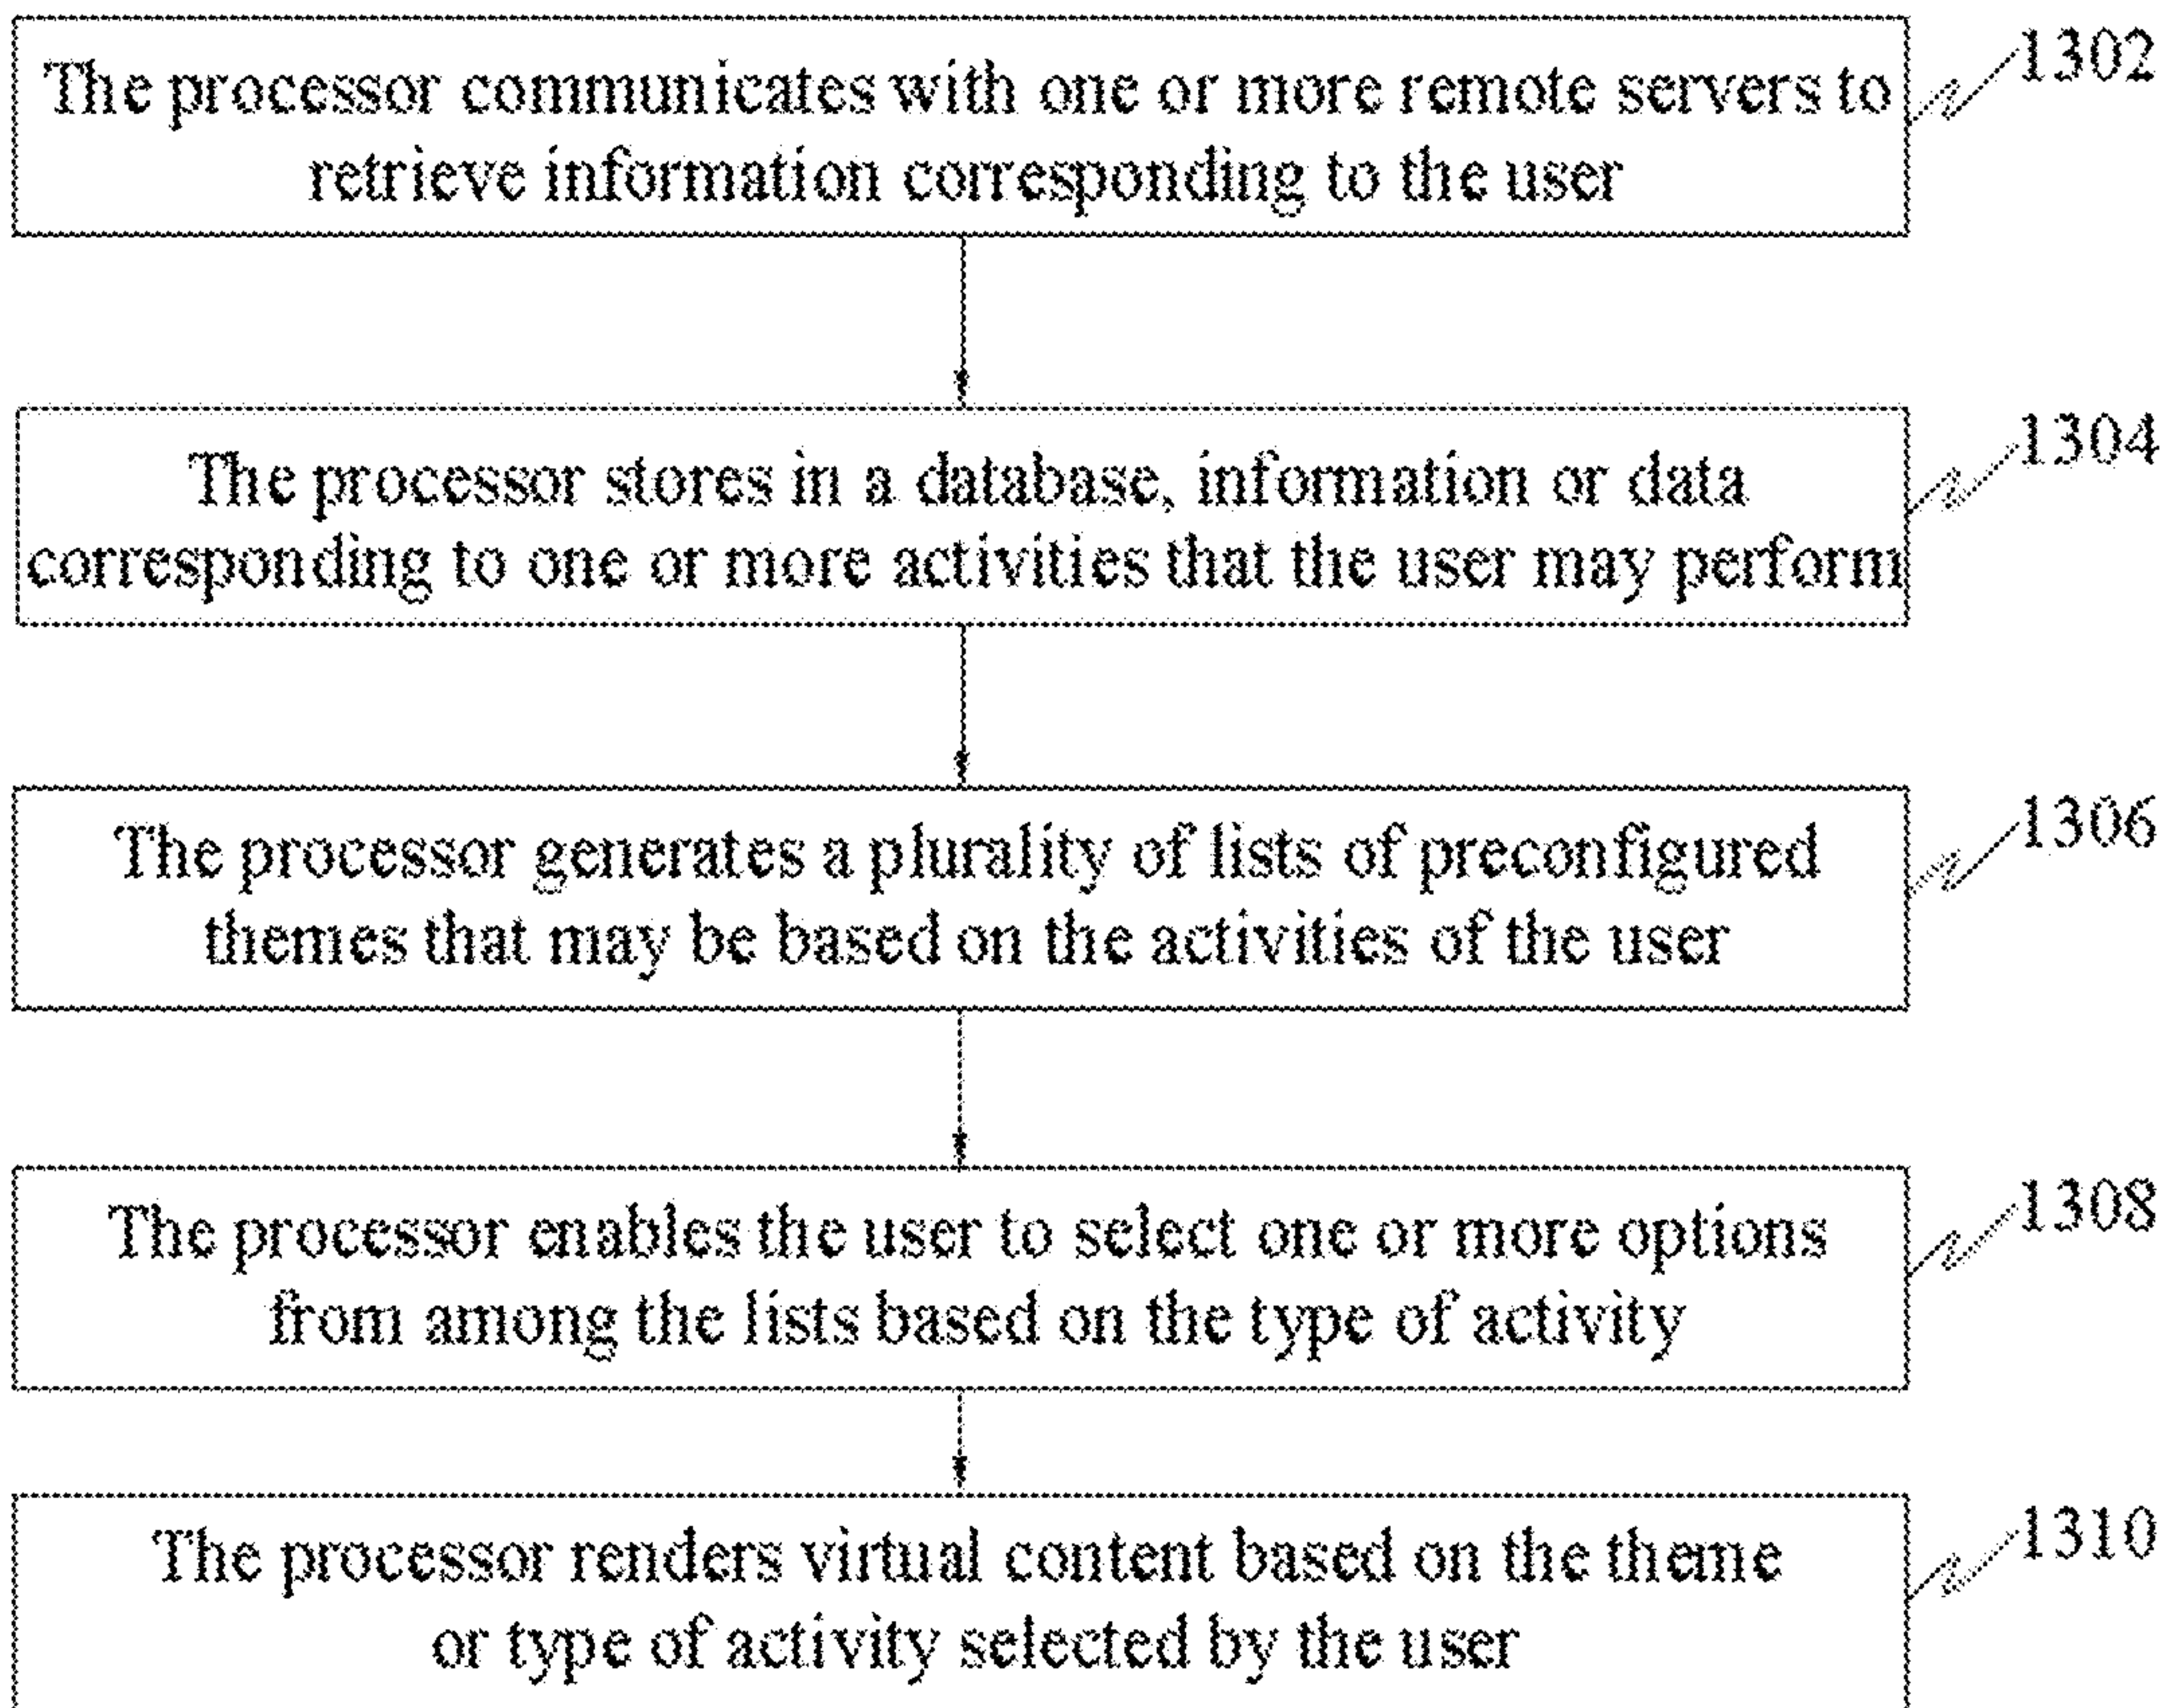 The processor communicates with one or more remote servers to
retrieve information corresponding to the user
1302
The processor stores in a database, information or data
corresponding to one or more activities that the user may perform
1304
The processor generates a plurality of lists of preconfigured
themes that may be based on the activities of the user
1306
The processor enables the user to select one or more options
from among the lists based on the type of activity
1308
The processor renders virtual content based on the theme
or type of activity selected by the user
1310